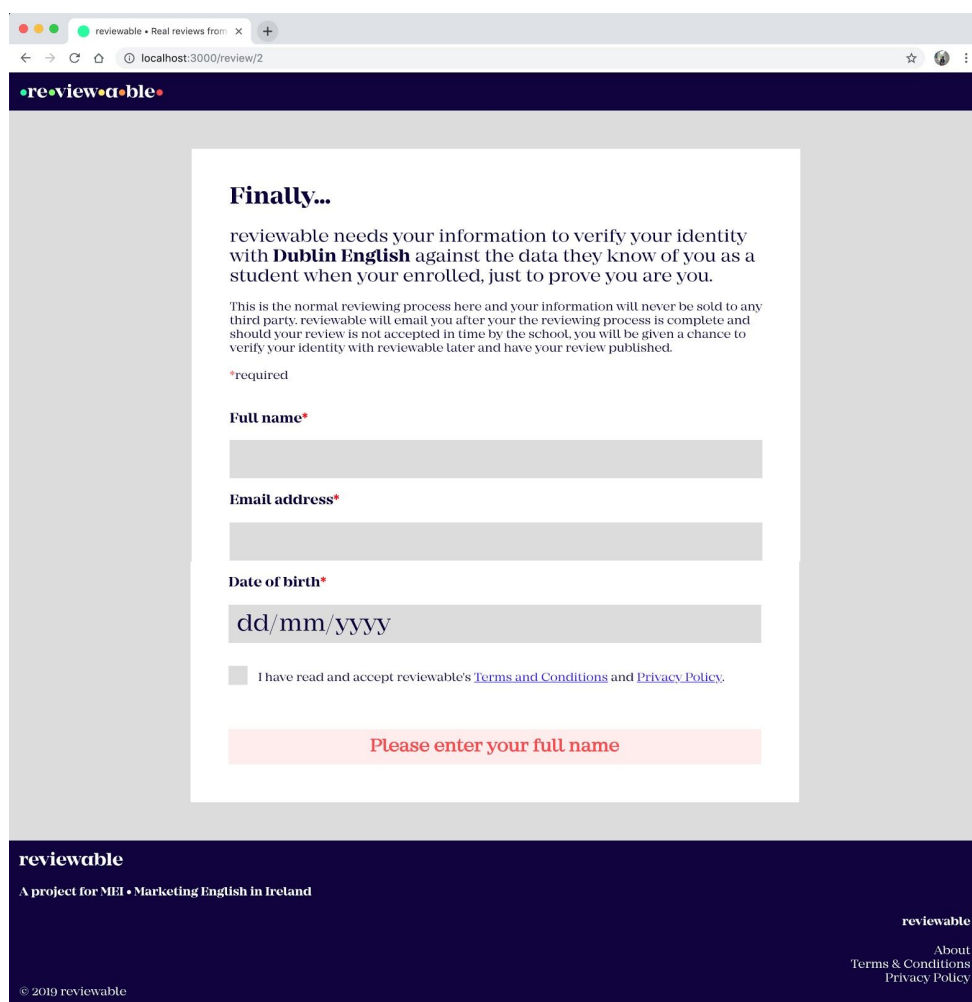 reviewable • Real reviews from
localhost:3000/review/2
•re•view•a•ble•
Finally...
reviewable needs your information to verify your identity
with Dublin English against the data they know of you as a
student when your enrolled, just to prove you are you.
This is the normal reviewing process here and your information will never be sold to any
third party. reviewable will email you after your the reviewing process is complete and
should your review is not accepted in time by the school, you will be given a chance to
verify your identity with reviewable later and have your review published.
*required
Full name*
Email address*
Date of birth*
dd/mm/yyyy
I have read and accept reviewable's Terms and Conditions and Privacy Policy.
Please enter your full name
reviewable
A project for MEI • Marketing English in Ireland
reviewable
About
Terms & Conditions
Privacy Policy
© 2019 reviewable